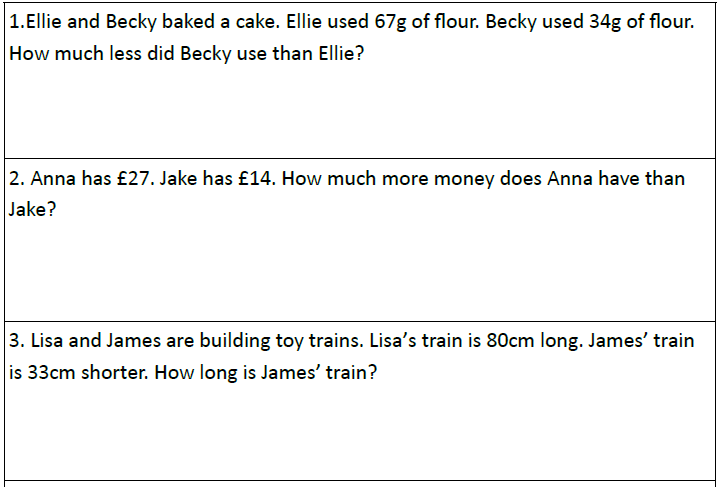 1.Ellie and Becky baked a cake. Ellie used 67g of flour. Becky used 34g of flour.
How much less did Becky use than Ellie?
2. Anna has £27. Jake has £14. How much more money does Anna have than
Jake?
3. Lisa and James are building toy trains. Lisa’s train is 80cm long. James’ train
is 33cm shorter. How long is James’ train?